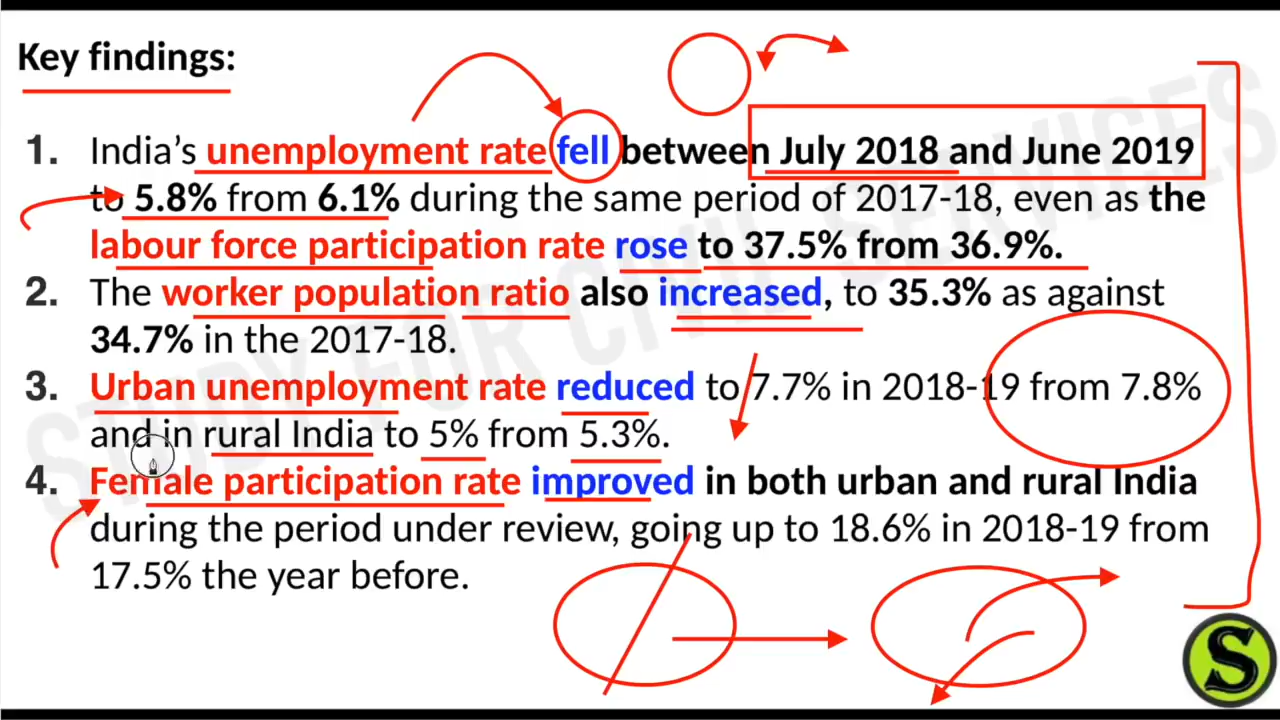 Key findings:
1. India's unemployment rate fell between July 2018 and June 2019
to 5.8% from 6.1% during the same period of 2017-18, even as the
labour force participation rate rose to 37.5% from 36.9%.
2. The worker population ratio also increased, to 35.3% as against
34.7% in the 2017-18.
3. Urban unemployment rate reduced to 7.7% in 2018-19 from 7.8%
and in rural India to 5% from 5.3%.
4. Female participation rate improved in both urban and rural India
during the period under review, going up to 18.6% in 2018-19 from
17.5% the year before.
STUDY FOR CIVIL SERVICES
S